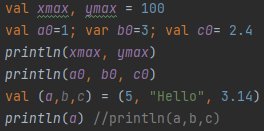 val xmax, ymax = 100
val a0=1; var b0=3; val c0= 2.4
println(xmax, ymax)
println(a0, b0, c0)
val (a,b,c) = (5, "Hello", 3.14)
println(a) //println(a,b,c)